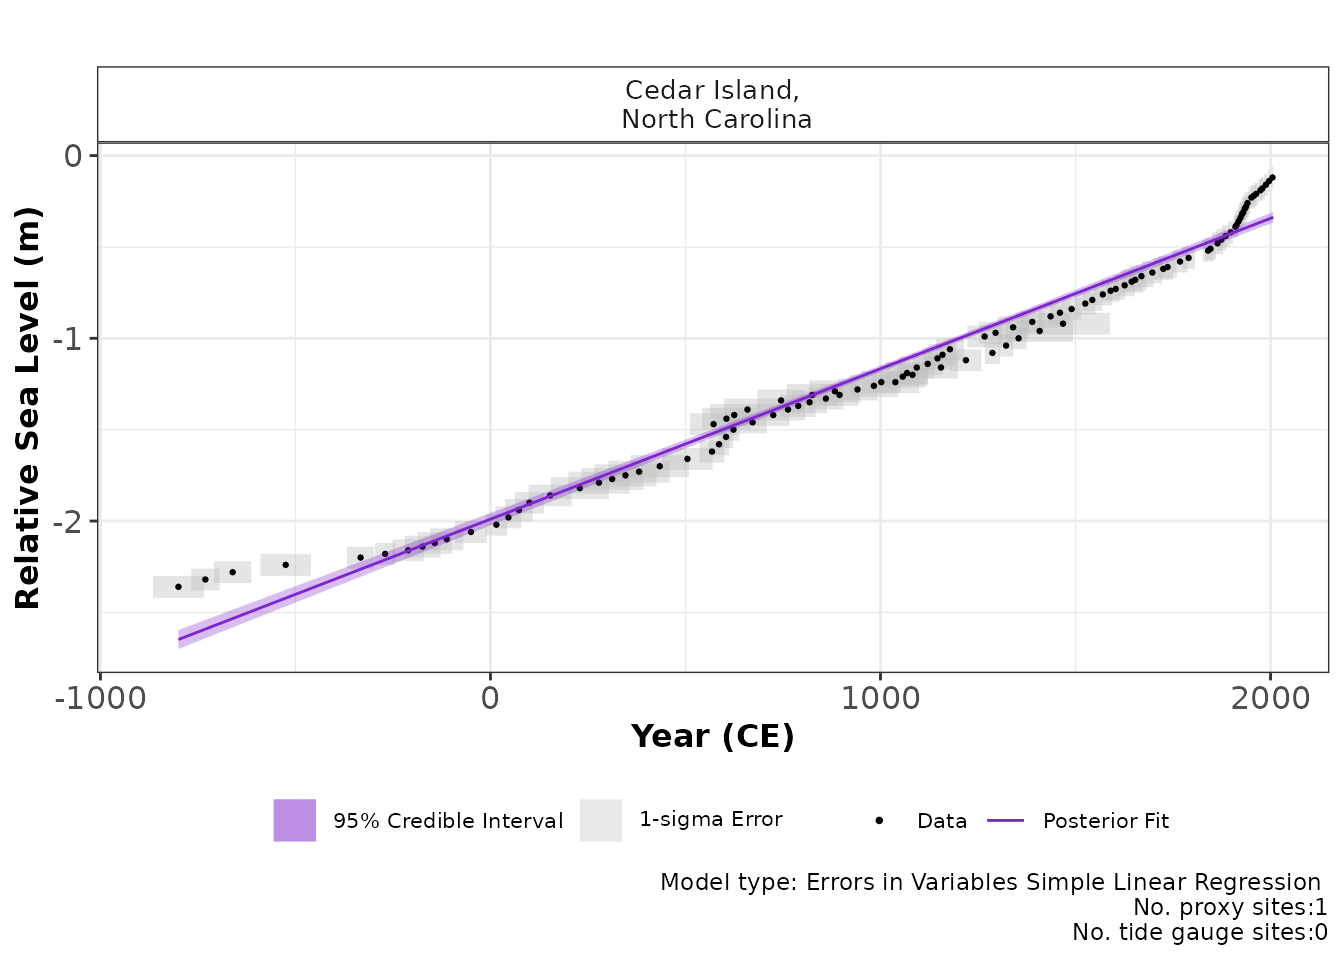 Cedar Island,
North Carolina
0
-1
-2
Relative Sea Level (m)
-1000
0
1000
2000
Year (CE)
95% Credible Interval
1-sigma Error
Data
Posterior Fit
Model type: Errors in Variables Simple Linear Regression
No. proxy sites:1
No. tide gauge sites:0